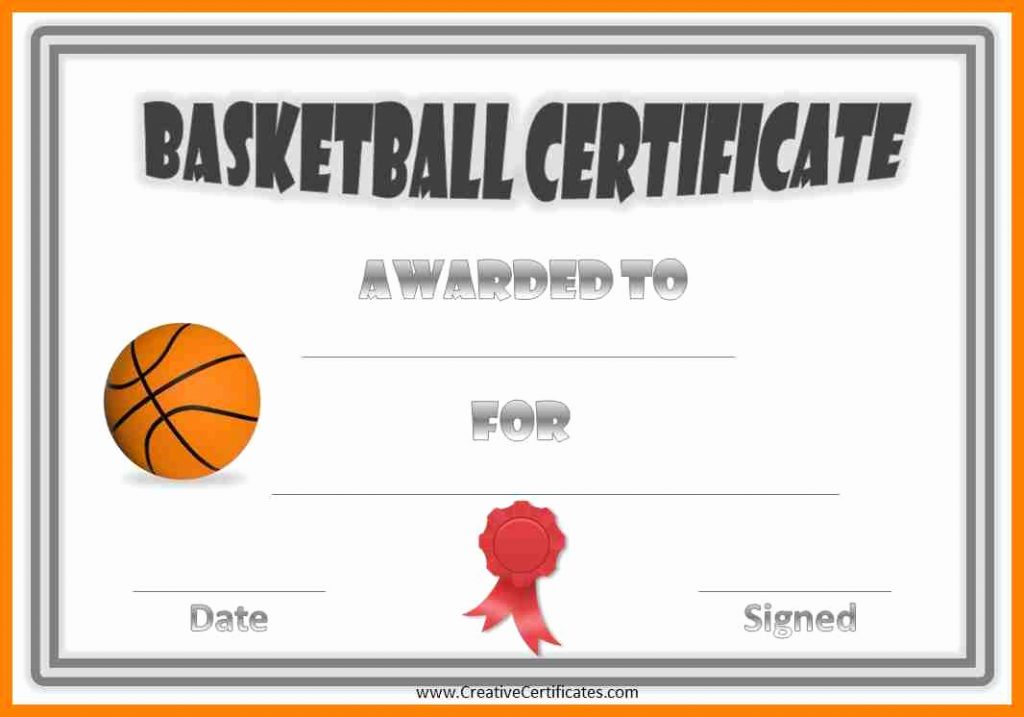 BASKETBALL CERTIFICATE
AWARDED TO
FOR
Date Signed
www.CreativeCertificates.com